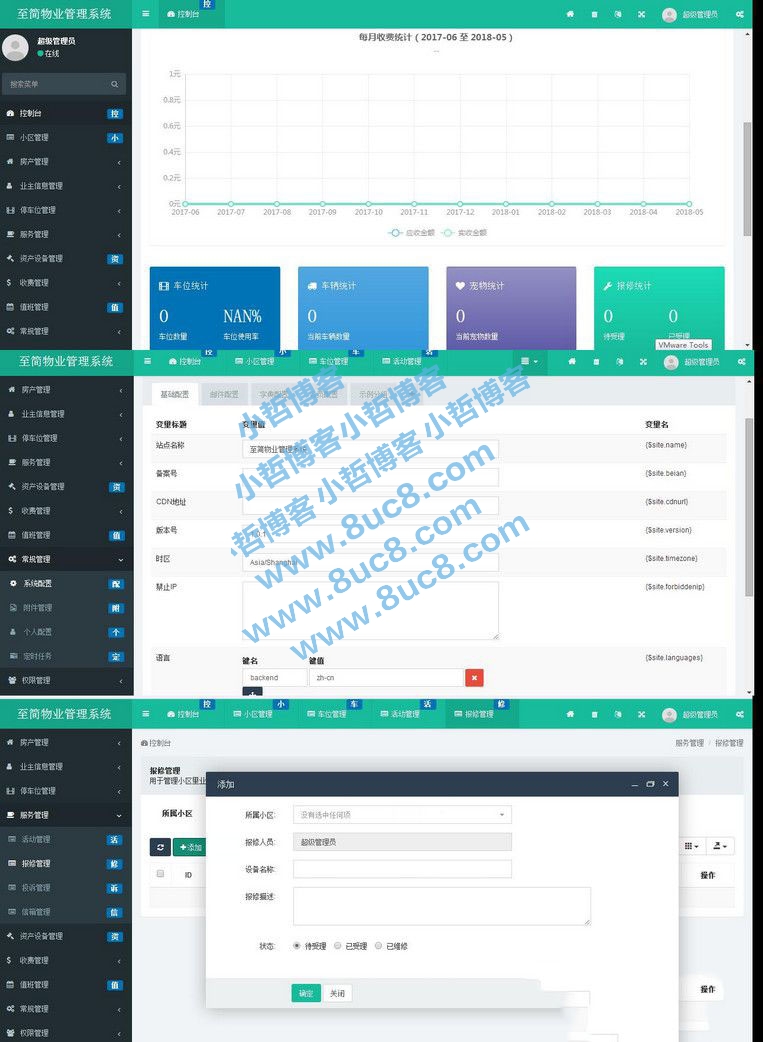 至简物业管理系统
控制台
控
超级管理员
超级管理员
在线
搜索菜单
控制台 控
小区管理 小
房产管理
业主信息管理
停车位管理
服务管理
资产设备管理 资
收费管理
值班管理 值
常规管理
每月收费统计 ( 2017-06 至 2018-05 )
1元
0.8元
0.6元
0.4元
0.2元
0元
2017-06 2017-07 2017-08 2017-09 2017-10 2017-11 2017-12 2018-01 2018-02 2018-03 2018-04 2018-05
应收金额 实收金额
车位统计
0 NAN%
车位数量 车位使用率
车辆统计
0
当前车辆数量
宠物统计
0
当前宠物数量
报修统计
0 0
待受理 已受理
VMware Tools
至简物业管理系统
控制台 控 小区管理 小 车位管理 车 活动管理
超级管理员
房产管理
业主信息管理
停车位管理
服务管理
资产设备管理 资
收费管理
值班管理 值
常规管理
系统配置 配
附件管理 附
个人配置 个
定时任务 定
权限管理
基础配置 邮件配置 字典配置 示例分组
变量标题 变量值 变量名
站点名称 至简物业管理系统 {$site.name}
备案号 {$site.beian}
CDN地址 {$site.cdnurl}
版本号 1.0.1 {$site.version}
时区 Asia/Shanghai {$site.timezone}
禁止IP {$site.forbiddenip}
语言 键名 键值 {$site.languages}
backend zh-cn
小哲博客小哲博客
小哲博客小哲博客小哲博客
www.8uc8.com
www.8uc8.com
www.8uc8.com
至简物业管理系统
控制台 控 小区管理 小 车位管理 车 活动管理 活 报修管理 修
超级管理员
房产管理
业主信息管理
停车位管理
服务管理
活动管理 活
报修管理 修
投诉管理 诉
信箱管理 信
资产设备管理 资
收费管理
值班管理 值
常规管理
权限管理
控制台
服务管理 / 报修管理
报修管理
用于管理小区里业
所属小区
添加
ID
操作
操作
添加
所属小区: 没有选中任何项
报修人员: 超级管理员
设备名称:
报修描述:
状态: 待受理 已受理 已维修
确定 关闭